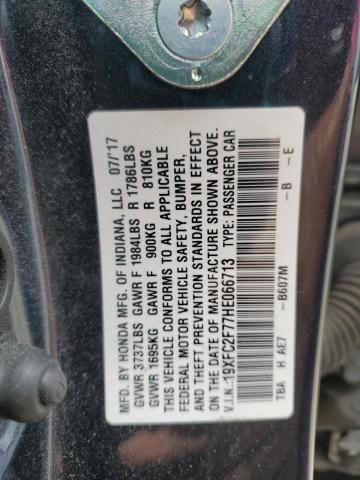 MFD. BY HONDA MFG. OF INDIANA, LLC 07/'17
GVWR 3737LBS GAWR F 1984LBS R 1786LBS
GVWR 1695KG GAWR F 900KG R 810KG
THIS VEHICLE CONFORMS TO ALL APPLICABLE
FEDERAL MOTOR VEHICLE SAFETY, BUMPER,
AND THEFT PREVENTION STANDARDS IN EFFECT
ON THE DATE OF MANUFACTURE SHOWN ABOVE.
V.I.N.:19XFC2F77HE066713 TYPE: PASSENGER CAR
TBA H AE7 -B607M -B -E